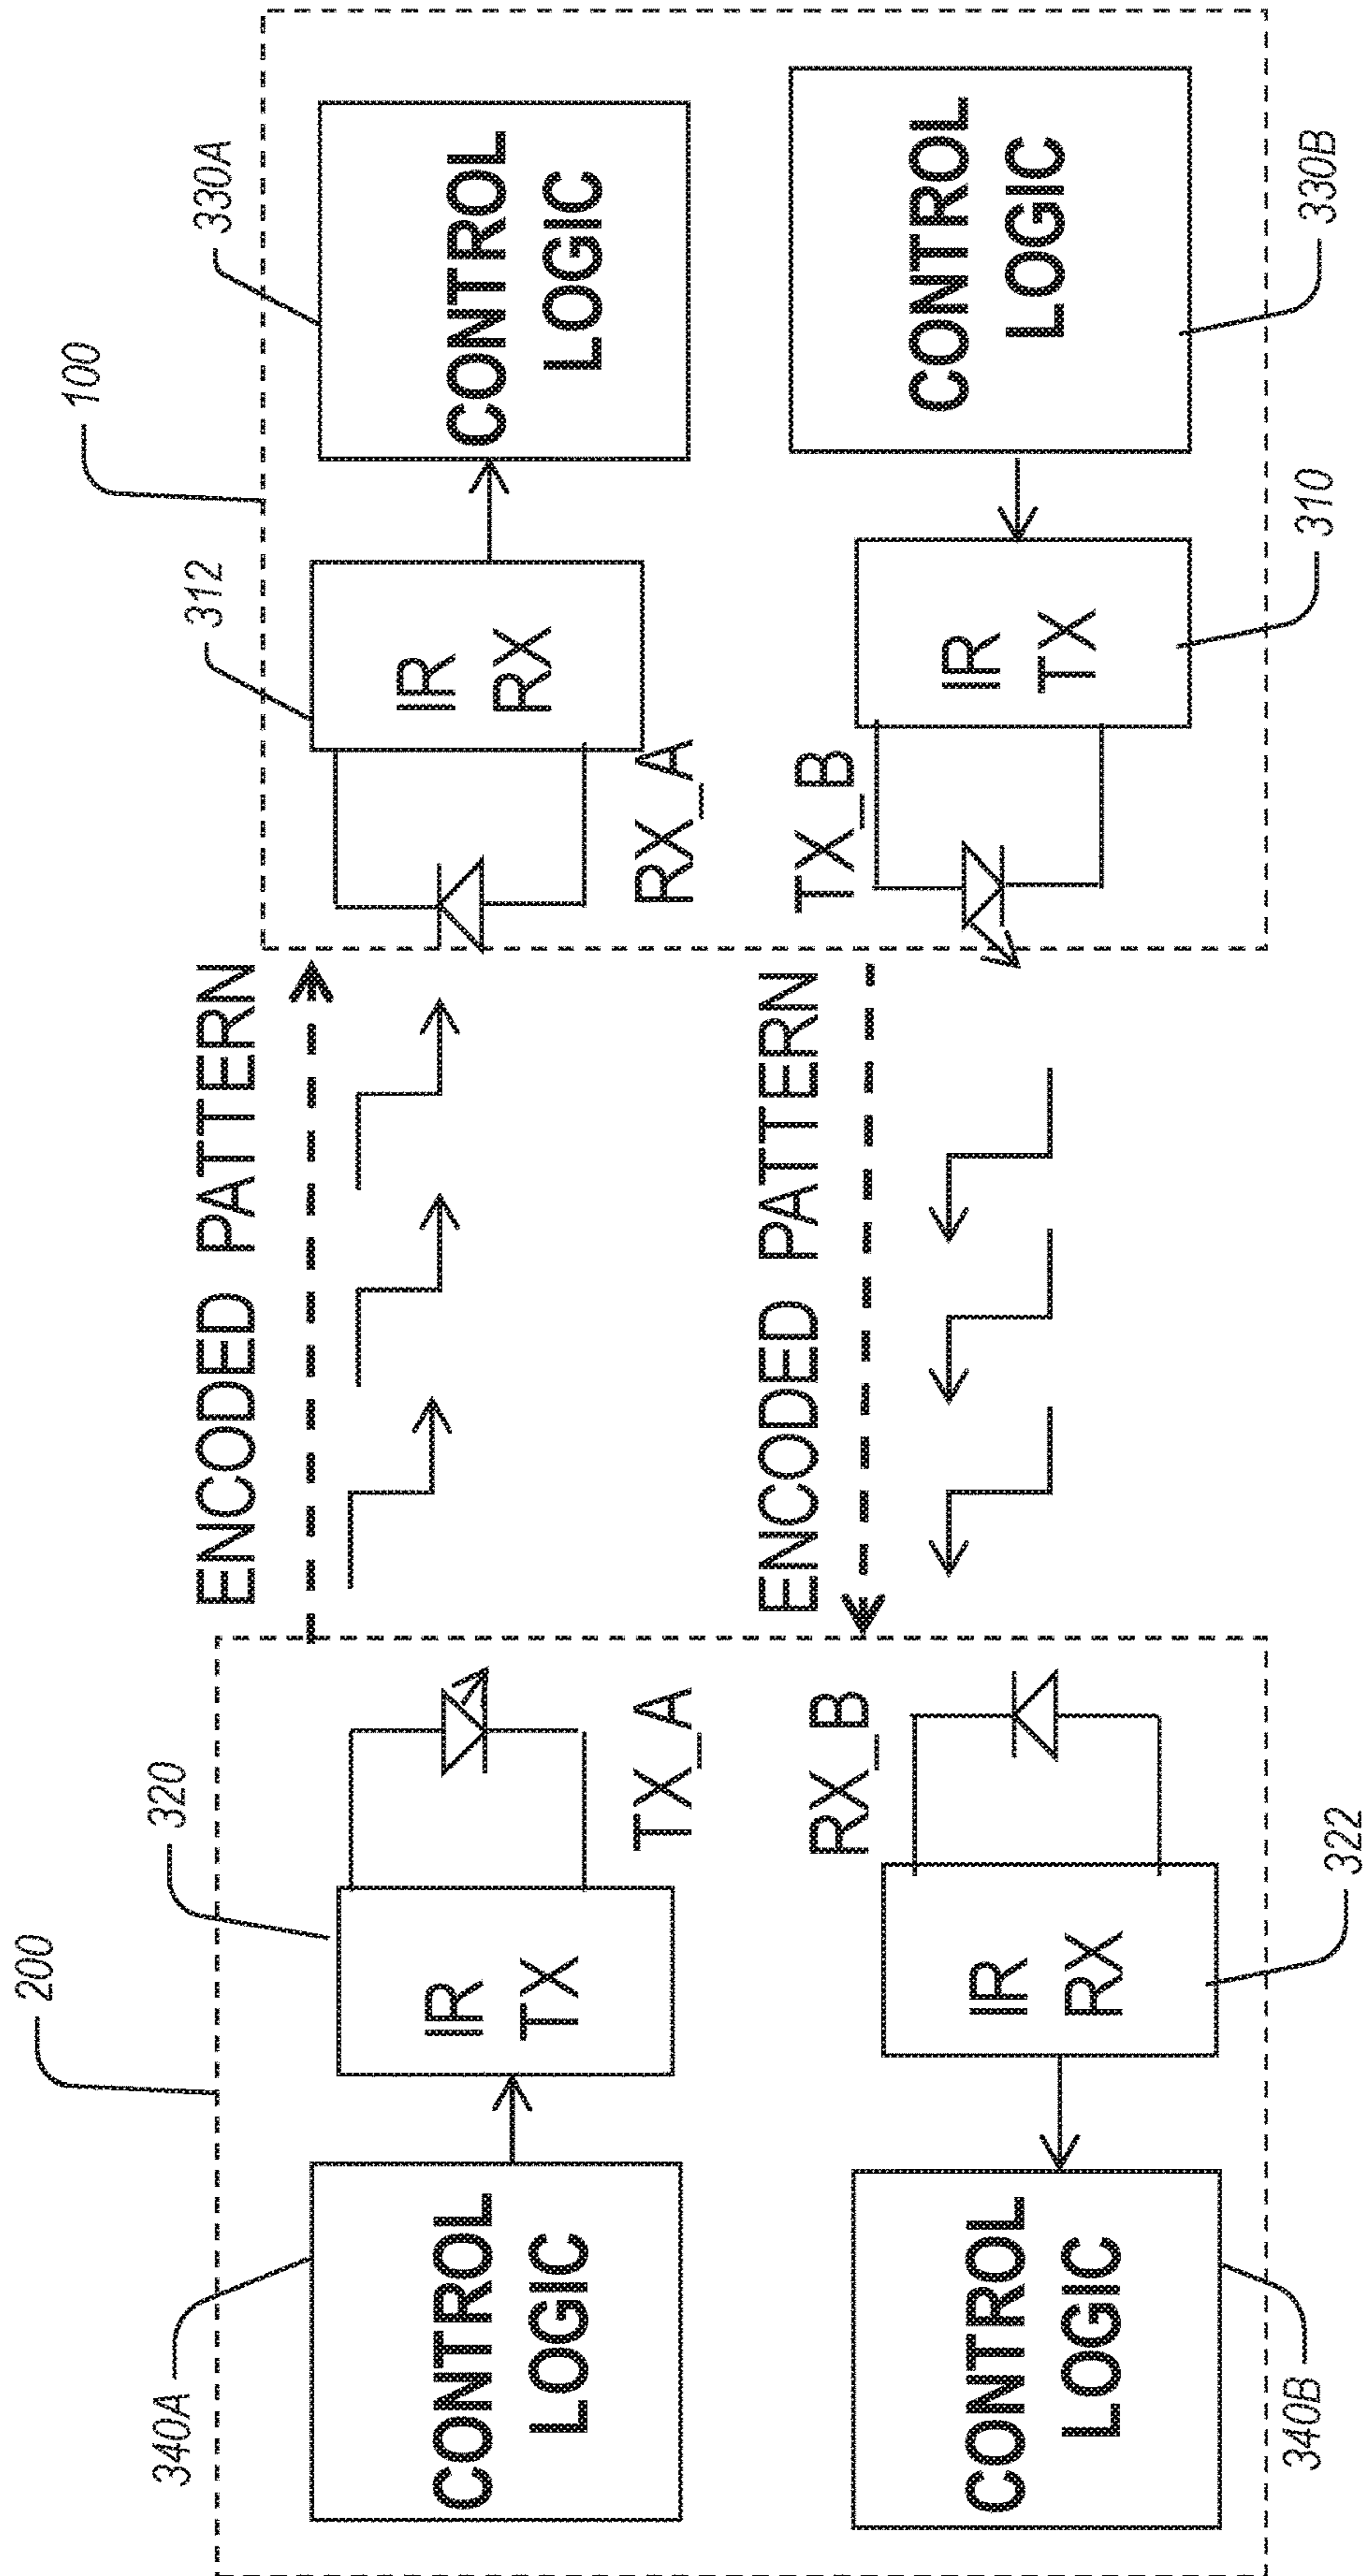 200
320
340A
CONTROL
LOGIC
IR
TX
TX_A
ENCODED PATTERN
100
312
330A
IR
RX
RX_A
CONTROL
LOGIC
340B
CONTROL
LOGIC
IR
RX
RX_B
322
ENCODED PATTERN
TX_B
IR
TX
310
CONTROL
LOGIC
330B